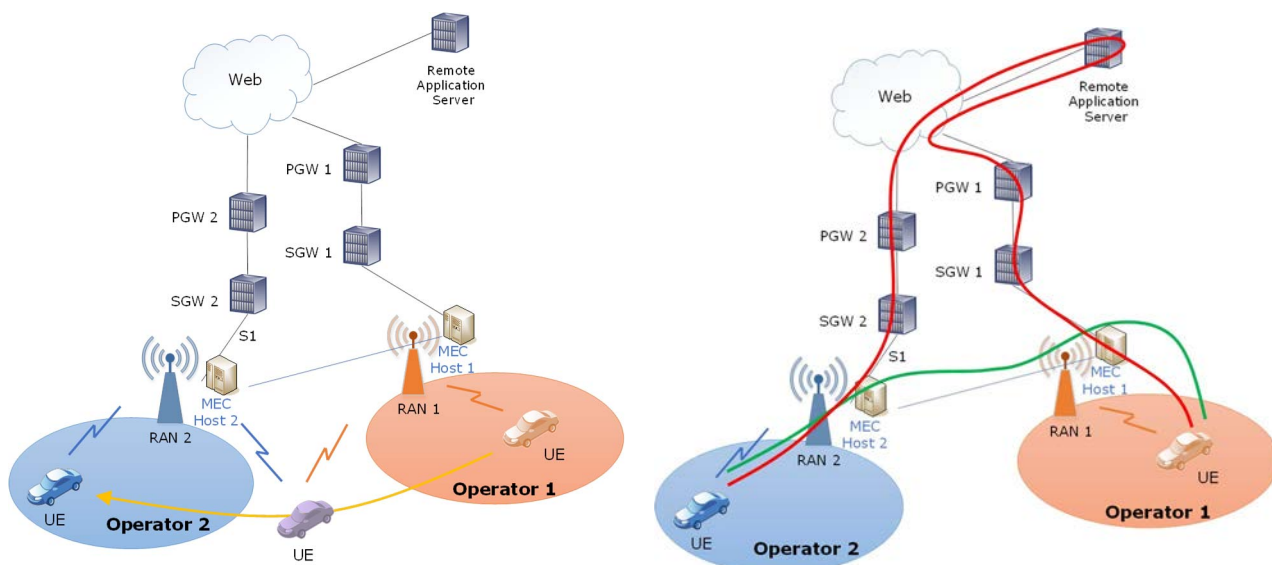 Web
Remote
Application
Server
PGW 1
PGW 2
SGW 1
SGW 2
S1
MEC
Host 1
MEC
Host 2
RAN 1
RAN 2
UE
Operator 1
UE
Operator 2
UE
Web
Remote
Application
Server
PGW 1
PGW 2
SGW 1
SGW 2
S1
MEC
Host 1
MEC
Host 2
RAN 1
RAN 2
UE
Operator 1
UE
Operator 2